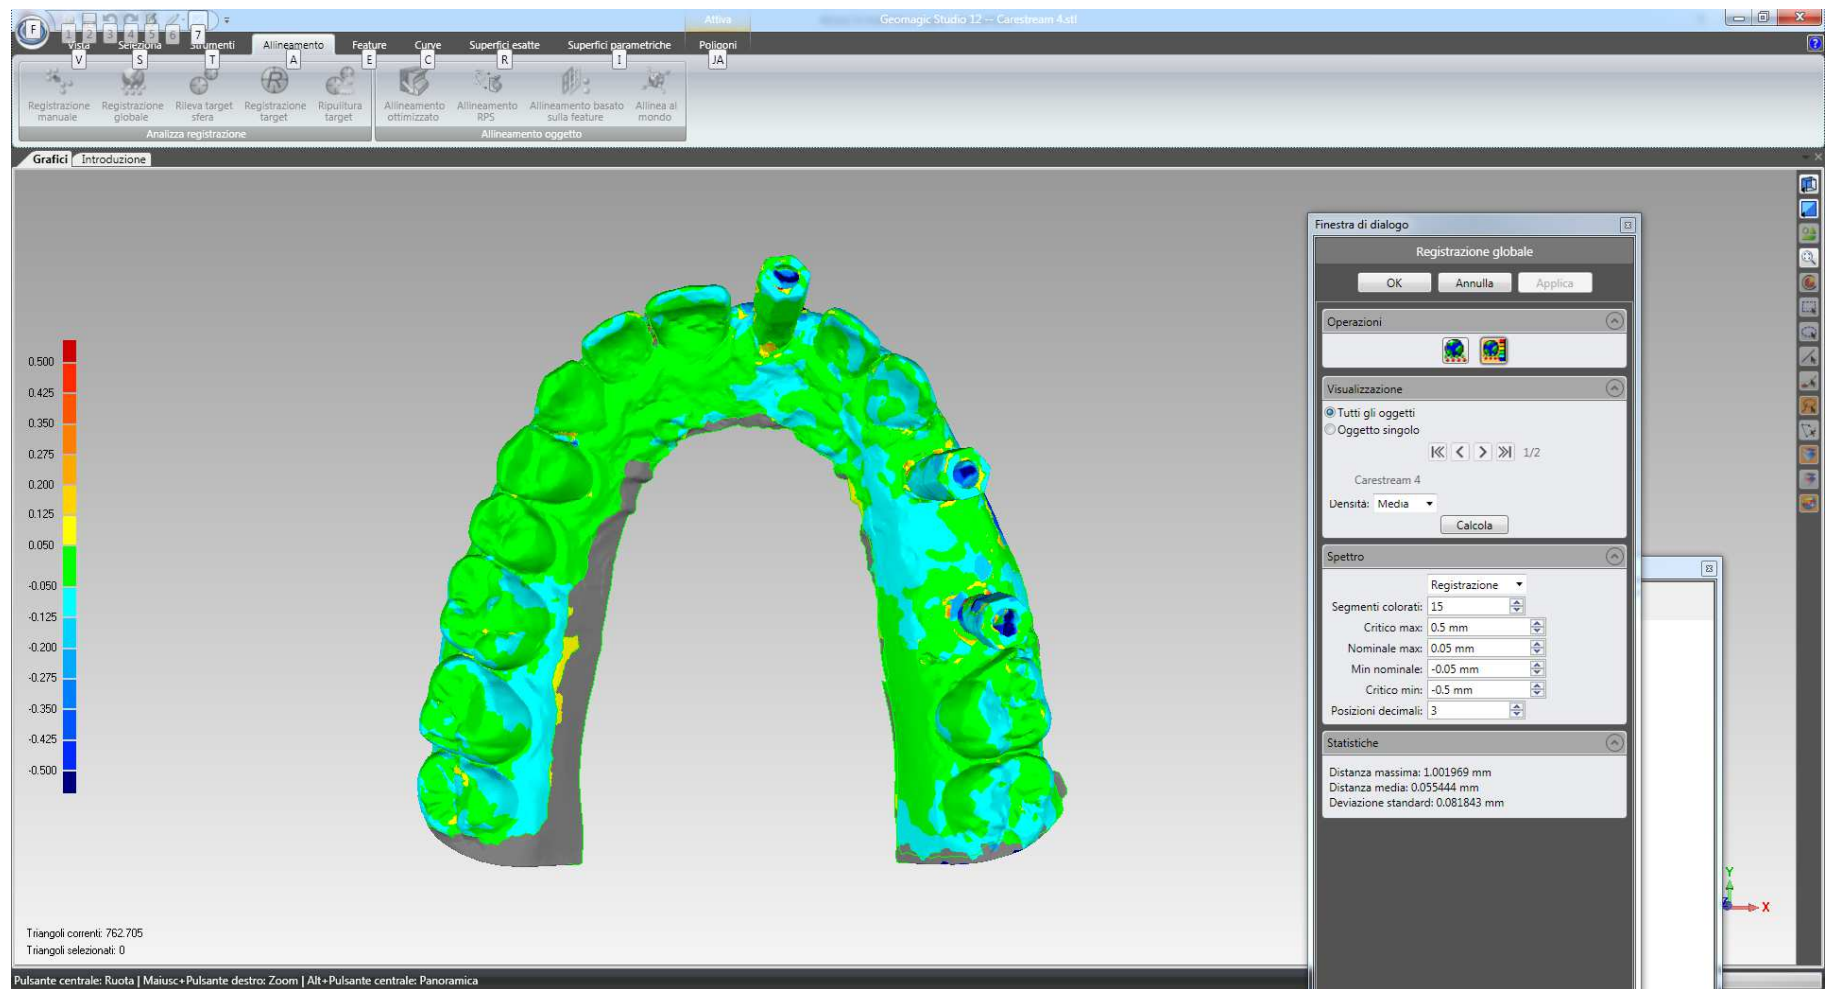 Attiva
Geomagic Studio 12 -- Carestream 4.stl
F
1
2
3
4
5
6
7
Vista
Seleziona
Strumenti
Allineamento
Feature
Curve
Superfici esatte
Superfici parametriche
Poligoni
V
S
T
A
E
C
R
I
JA
Registrazione manuale
Registrazione globale
Rileva target sfera
Registrazione target
Ripulitura target
Allineamento ottimizzato
Allineamento RPS
Allineamento basato sulla feature
Allinea al mondo
Analizza registrazione
Allineamento oggetto
Grafici
Introduzione
0.500
0.425
0.350
0.275
0.200
0.125
0.050
-0.050
-0.125
-0.200
-0.275
-0.350
-0.425
-0.500
Finestra di dialogo
Registrazione globale
OK
Annulla
Applica
Operazioni
Visualizzazione
Tutti gli oggetti
Oggetto singolo
1/2
Carestream 4
Densità: Media
Calcola
Spettro
Registrazione
Segmenti colorati: 15
Critico max: 0.5 mm
Nominale max: 0.05 mm
Min nominale: -0.05 mm
Critico min: -0.5 mm
Posizioni decimali: 3
Statistiche
Distanza massima: 1.001969 mm
Distanza media: 0.055444 mm
Deviazione standard: 0.081843 mm
Y
X
Triangoli correnti: 762.705
Triangoli selezionati: 0
Pulsante centrale: Ruota | Maiusc+Pulsante destro: Zoom | Alt+Pulsante centrale: Panoramica